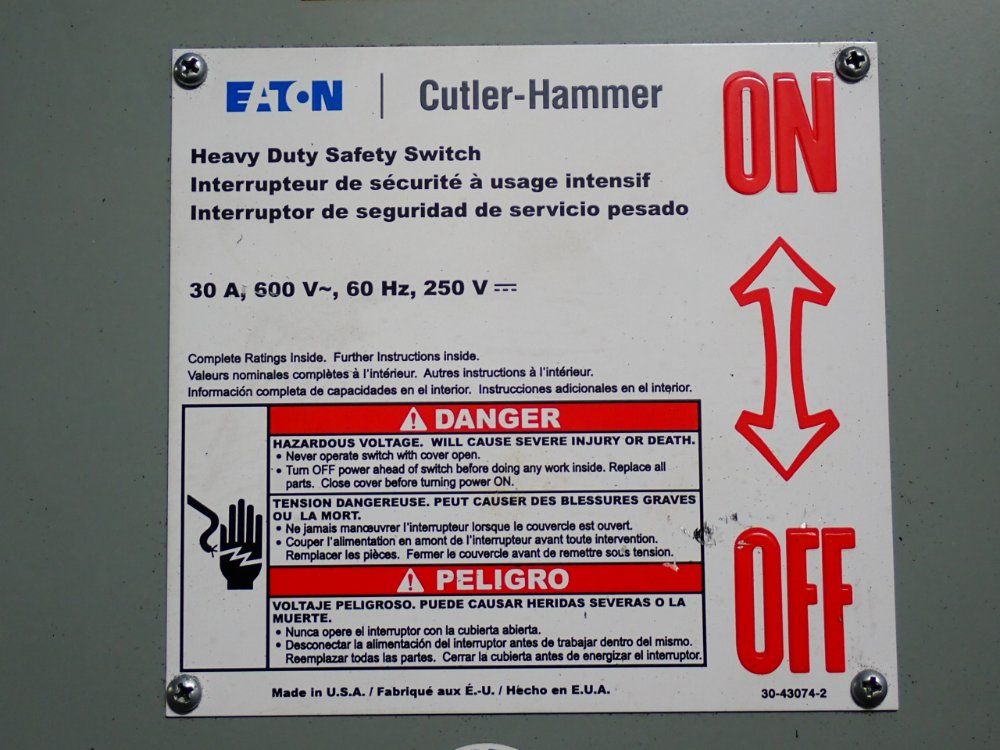 EATON | Cutler-Hammer
ON
Heavy Duty Safety Switch
Interrupteur de sécurité à usage intensif
Interruptor de seguridad de servicio pesado
30 A, 600 V~, 60 Hz, 250 V ⎓
Complete Ratings Inside. Further Instructions inside.
Valeurs nominales complètes à l'intérieur. Autres instructions à l'intérieur.
Información completa de capacidades en el interior. Instrucciones adicionales en el interior.
⚠ DANGER
HAZARDOUS VOLTAGE. WILL CAUSE SEVERE INJURY OR DEATH.
• Never operate switch with cover open.
• Turn OFF power ahead of switch before doing any work inside. Replace all
parts. Close cover before turning power ON.
TENSION DANGEREUSE. PEUT CAUSER DES BLESSURES GRAVES
OU LA MORT.
• Ne jamais manœuvrer l'interrupteur lorsque le couvercle est ouvert.
• Couper l'alimentation en amont de l'interrupteur avant toute intervention.
Remplacer les pièces. Fermer le couvercle avant de remettre sous tension.
⚠ PELIGRO
VOLTAJE PELIGROSO. PUEDE CAUSAR HERIDAS SEVERAS O LA
MUERTE.
• Nunca opere el interruptor con la cubierta abierta.
• Desconectar la alimentación del interruptor antes de trabajar dentro del mismo.
Reemplazar todas las partes. Cerrar la cubierta antes de energizar el interruptor.
OFF
Made in U.S.A. / Fabriqué aux É.-U. / Hecho en E.U.A.
30-43074-2